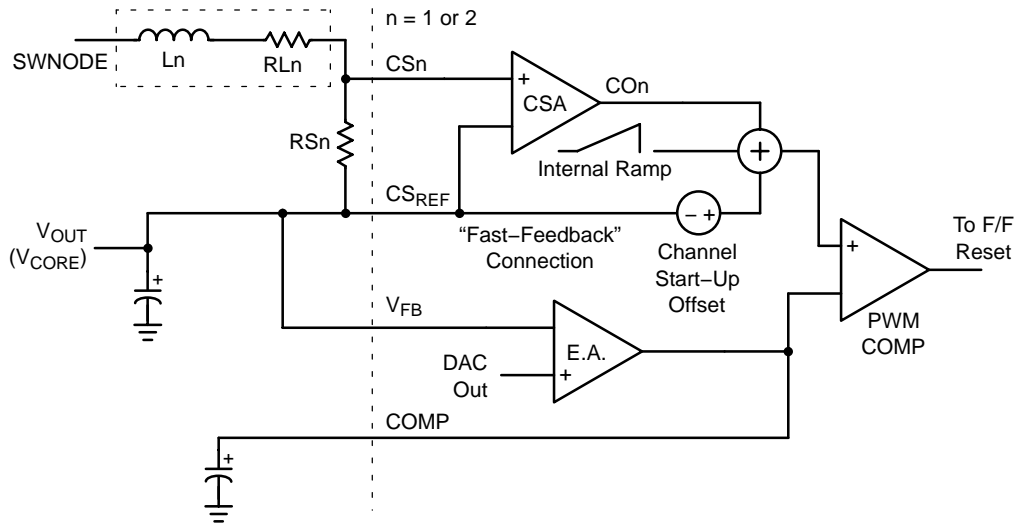 n = 1 or 2
SWNODE
Ln
RLn
CSn
+
CSA
COn
RSn
Internal Ramp
+
CSREF
− +
"Fast−Feedback"
Connection
Channel
Start−Up
Offset
VOUT
(VCORE)
+
+
To F/F
Reset
PWM
COMP
VFB
E.A.
+
DAC
Out
COMP
+